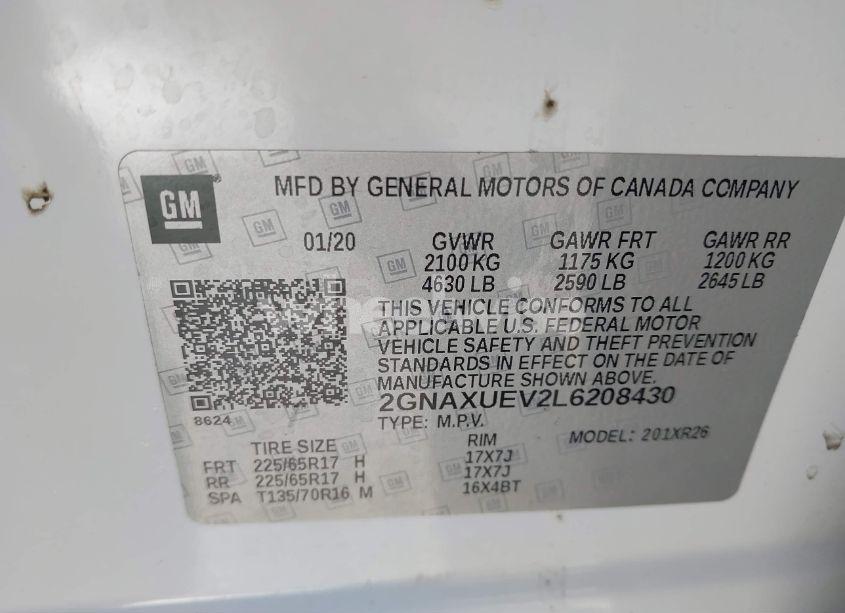 GM
MFD BY GENERAL MOTORS OF CANADA COMPANY
01/20 GVWR GAWR FRT GAWR RR
2100 KG 1175 KG 1200 KG
4630 LB 2590 LB 2645 LB
THIS VEHICLE CONFORMS TO ALL
APPLICABLE U.S. FEDERAL MOTOR
VEHICLE SAFETY AND THEFT PREVENTION
STANDARDS IN EFFECT ON THE DATE OF
MANUFACTURE SHOWN ABOVE.
2GNAXUEV2L6208430
8624
TYPE: M.P.V.
MODEL: 201XR26
TIRE SIZE RIM
FRT 225/65R17 H 17X7J
RR 225/65R17 H 17X7J
SPA T135/70R16 M 16X4BT